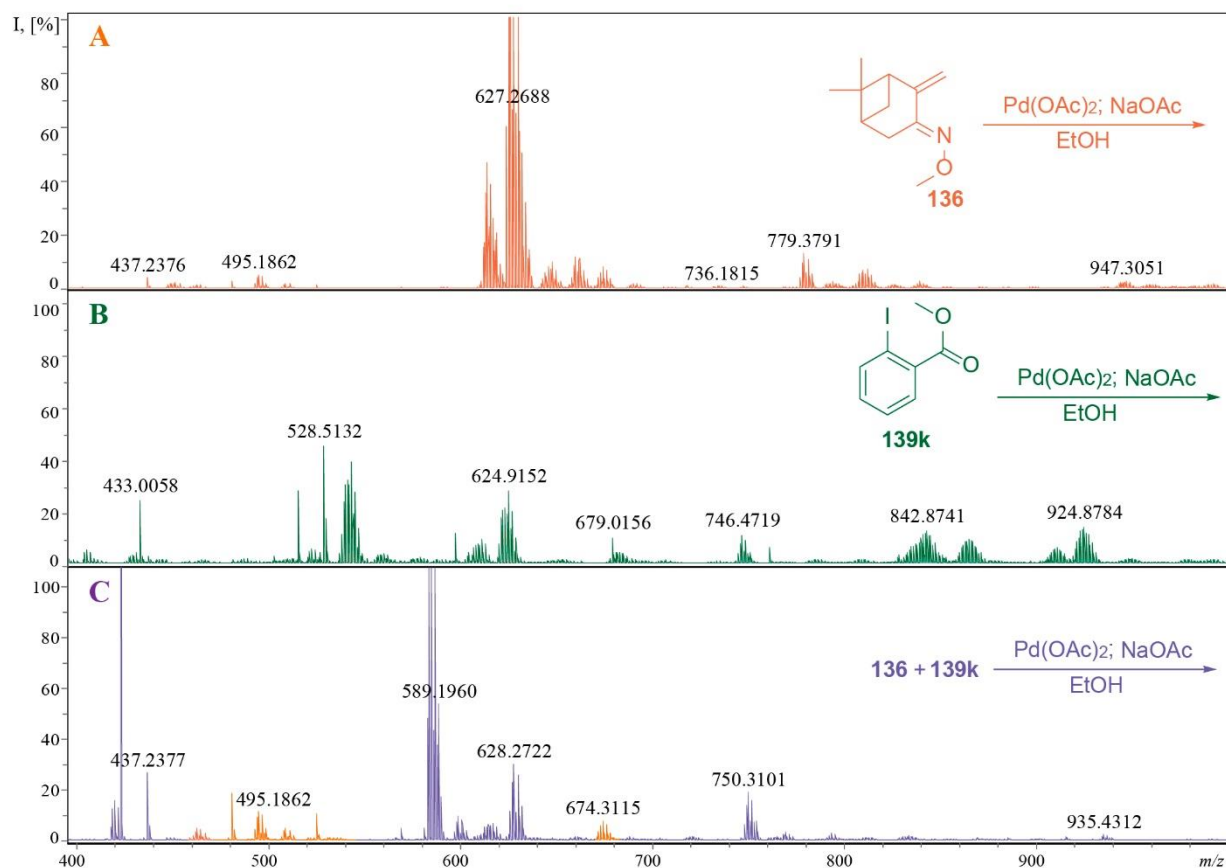 I, [%]
A
80
60
40
20
0
437.2376
495.1862
627.2688
736.1815
779.3791
947.3051
N
O
136
Pd(OAc)2; NaOAc
EtOH
B
100
80
60
40
20
0
433.0058
528.5132
624.9152
679.0156
746.4719
842.8741
924.8784
I
O
O
139k
Pd(OAc)2; NaOAc
EtOH
C
100
80
60
40
20
0
437.2377
495.1862
589.1960
628.2722
674.3115
750.3101
935.4312
136 + 139k
Pd(OAc)2; NaOAc
EtOH
400 500 600 700 800 900 m/z